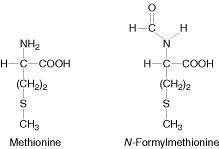 O
H C N
NH2 H
H C COOH H C COOH
(CH2)2 (CH2)2
S S
CH3 CH3
Methionine N-Formylmethionine